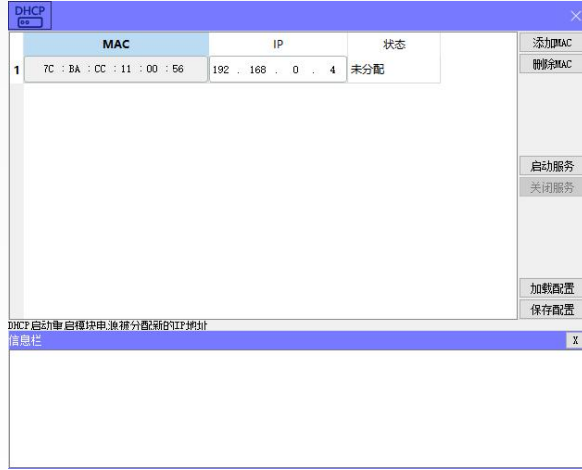 DHCP
MAC IP 状态 添加MAC
1 7C : BA : CC : 11 : 00 : 56 192 . 168 . 0 . 4 未分配 删除MAC
启动服务
关闭服务
加载配置
保存配置
DHCP启动重启模块电源被分配新的IP地址
信息栏 X